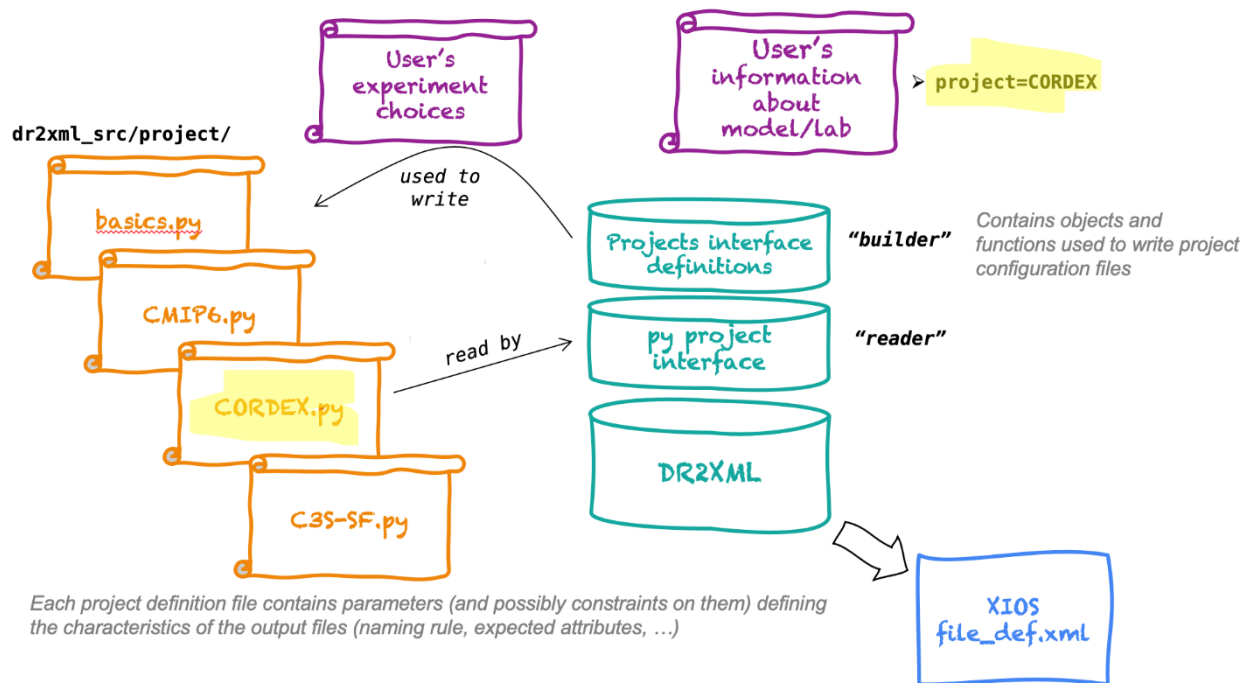 User's
experiment
choices
User's
information
about
model/lab
➢ project=CORDEX
dr2xml_src/project/
basics.py
CMIP6.py
CORDEX.py
C3S-SF.py
used to
write
read by
Projects interface
definitions
"builder"
Contains objects and
functions used to write project
configuration files
py project
interface
"reader"
DR2XML
Each project definition file contains parameters (and possibly constraints on them) defining
the characteristics of the output files (naming rule, expected attributes, …)
XIOS
file_def.xml